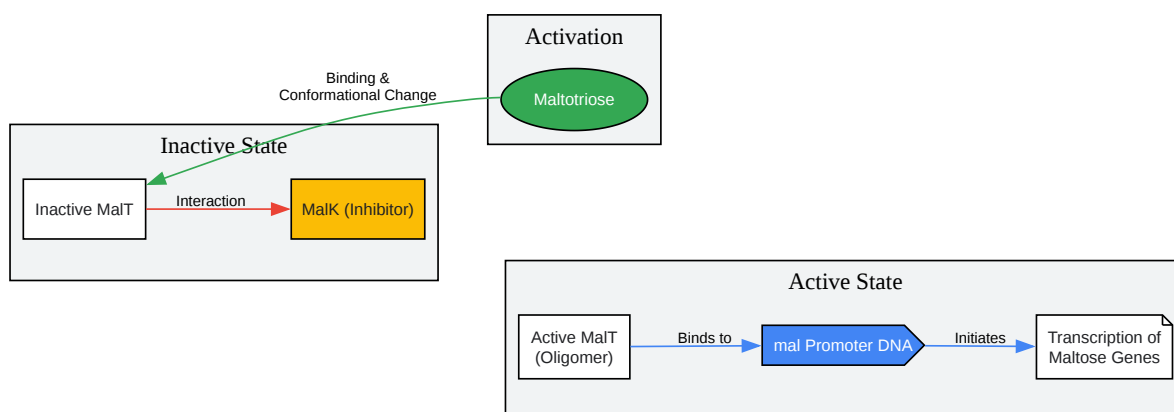 Activation
Maltotriose
Binding &
Conformational Change
Inactive State
Inactive MalT
Interaction
MalK (Inhibitor)
Active State
Active MalT
(Oligomer)
Binds to
mal Promoter DNA
Initiates
Transcription of
Maltose Genes